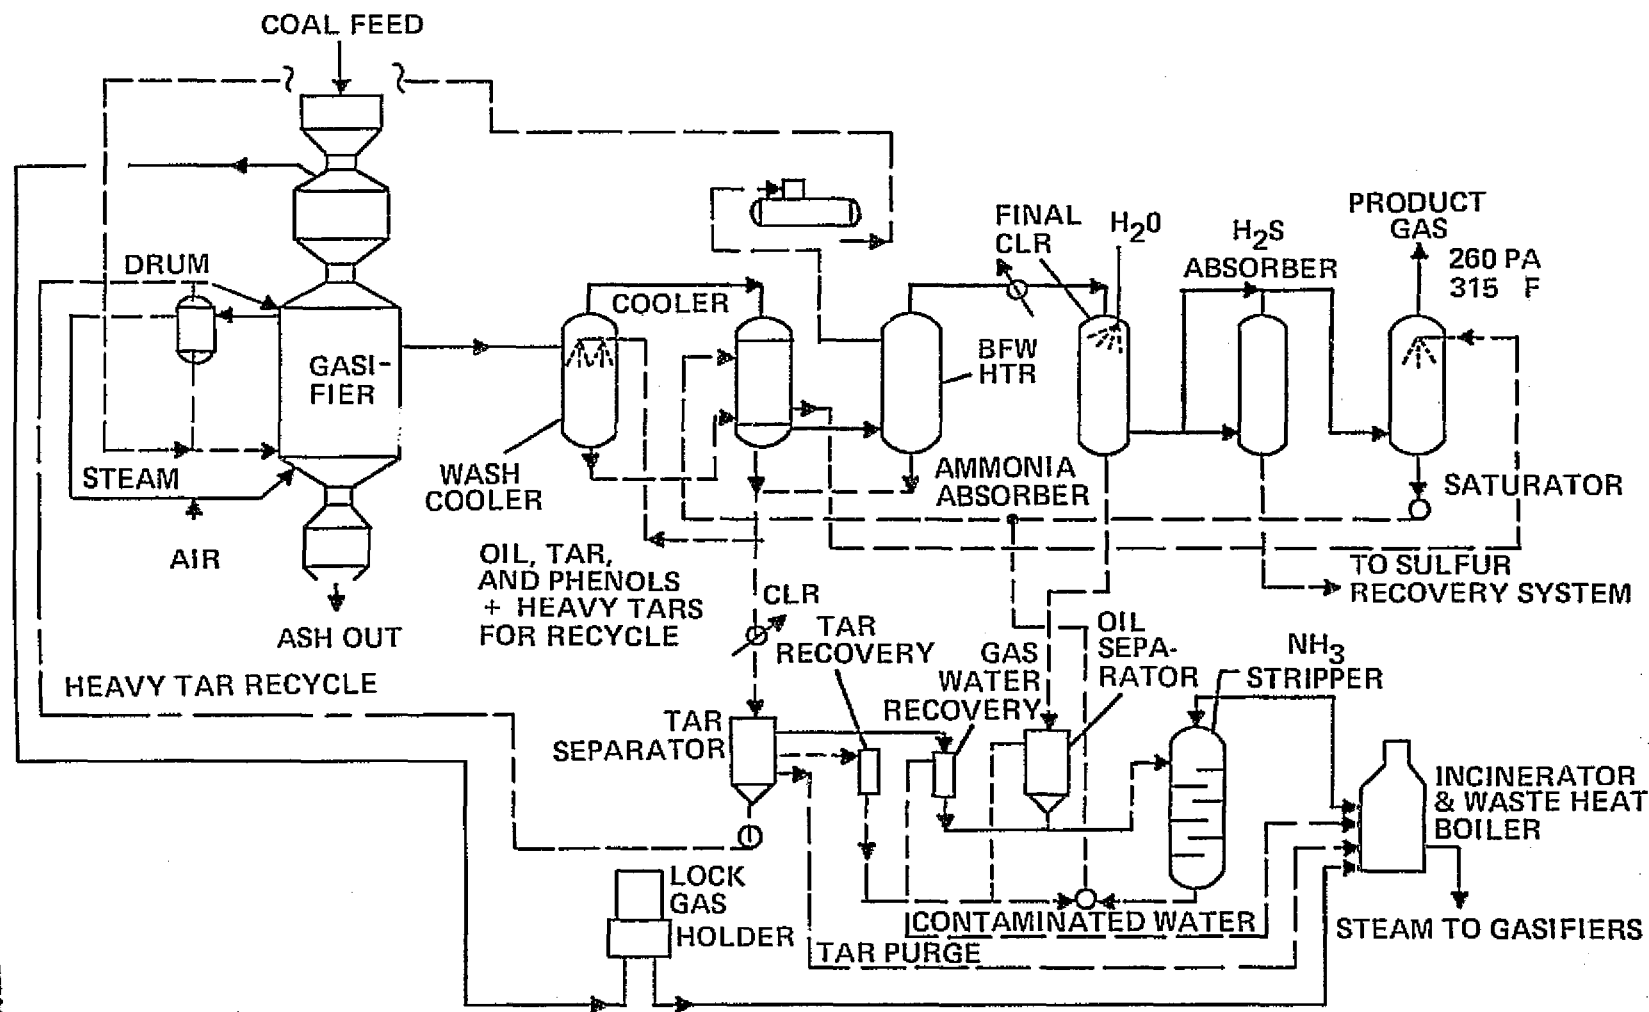 COAL FEED
DRUM
GASI-
FIER
STEAM
AIR
ASH OUT
HEAVY TAR RECYCLE
WASH
COOLER
COOLER
OIL, TAR,
AND PHENOLS
+ HEAVY TARS
FOR RECYCLE
BFW
HTR
FINAL
CLR
H2O
AMMONIA
ABSORBER
H2S
ABSORBER
PRODUCT
GAS
260 PA
315 F
SATURATOR
TO SULFUR
RECOVERY SYSTEM
CLR
TAR
RECOVERY
GAS
WATER
RECOVERY
OIL
SEPA-
RATOR
NH3
STRIPPER
TAR
SEPARATOR
INCINERATOR
& WASTE HEAT
BOILER
LOCK
GAS
HOLDER
CONTAMINATED WATER
TAR PURGE
STEAM TO GASIFIERS